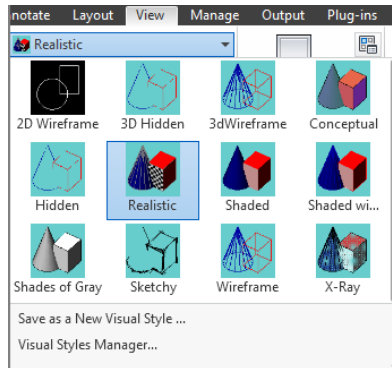 nnotate Layout View Manage Output Plug-ins
Realistic
2D Wireframe 3D Hidden 3dWireframe Conceptual
Hidden Realistic Shaded Shaded wi...
Shades of Gray Sketchy Wireframe X-Ray
Save as a New Visual Style ...
Visual Styles Manager...